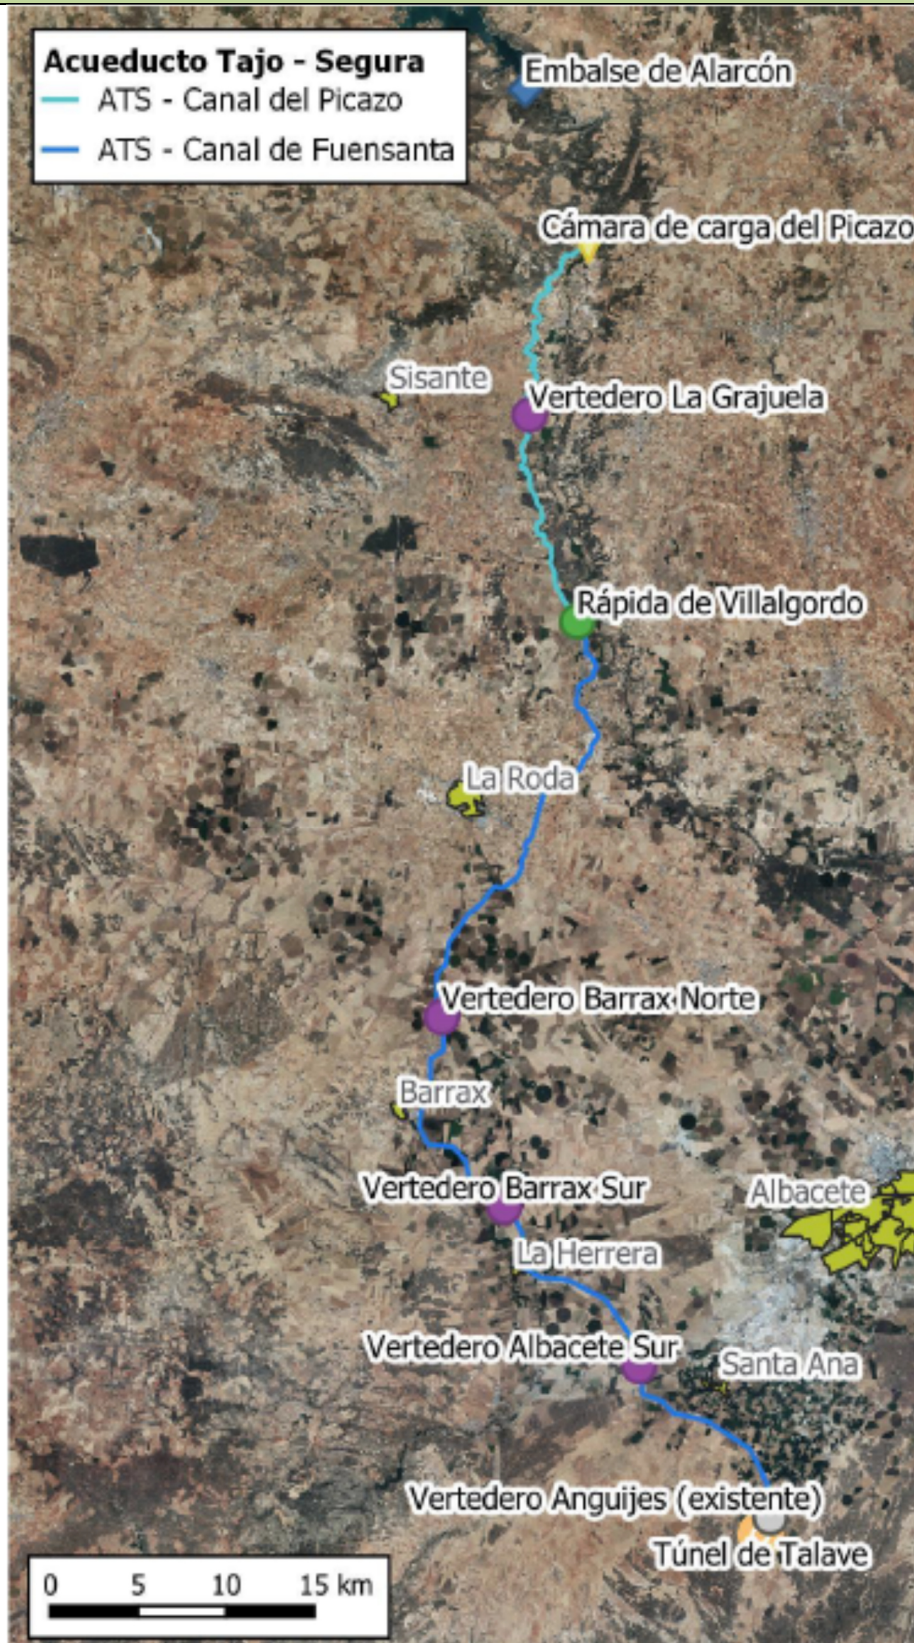 Acueducto Tajo - Segura
ATS - Canal del Picazo
ATS - Canal de Fuensanta
Embalse de Alarcón
Cámara de carga del Picazo
Sisante
Vertedero La Grajuela
Rápida de Villalgordo
La Roda
Vertedero Barrax Norte
Barrax
Vertedero Barrax Sur
Albacete
La Herrera
Vertedero Albacete Sur
Santa Ana
Vertedero Anguijes (existente)
Túnel de Talave
0 5 10 15 km